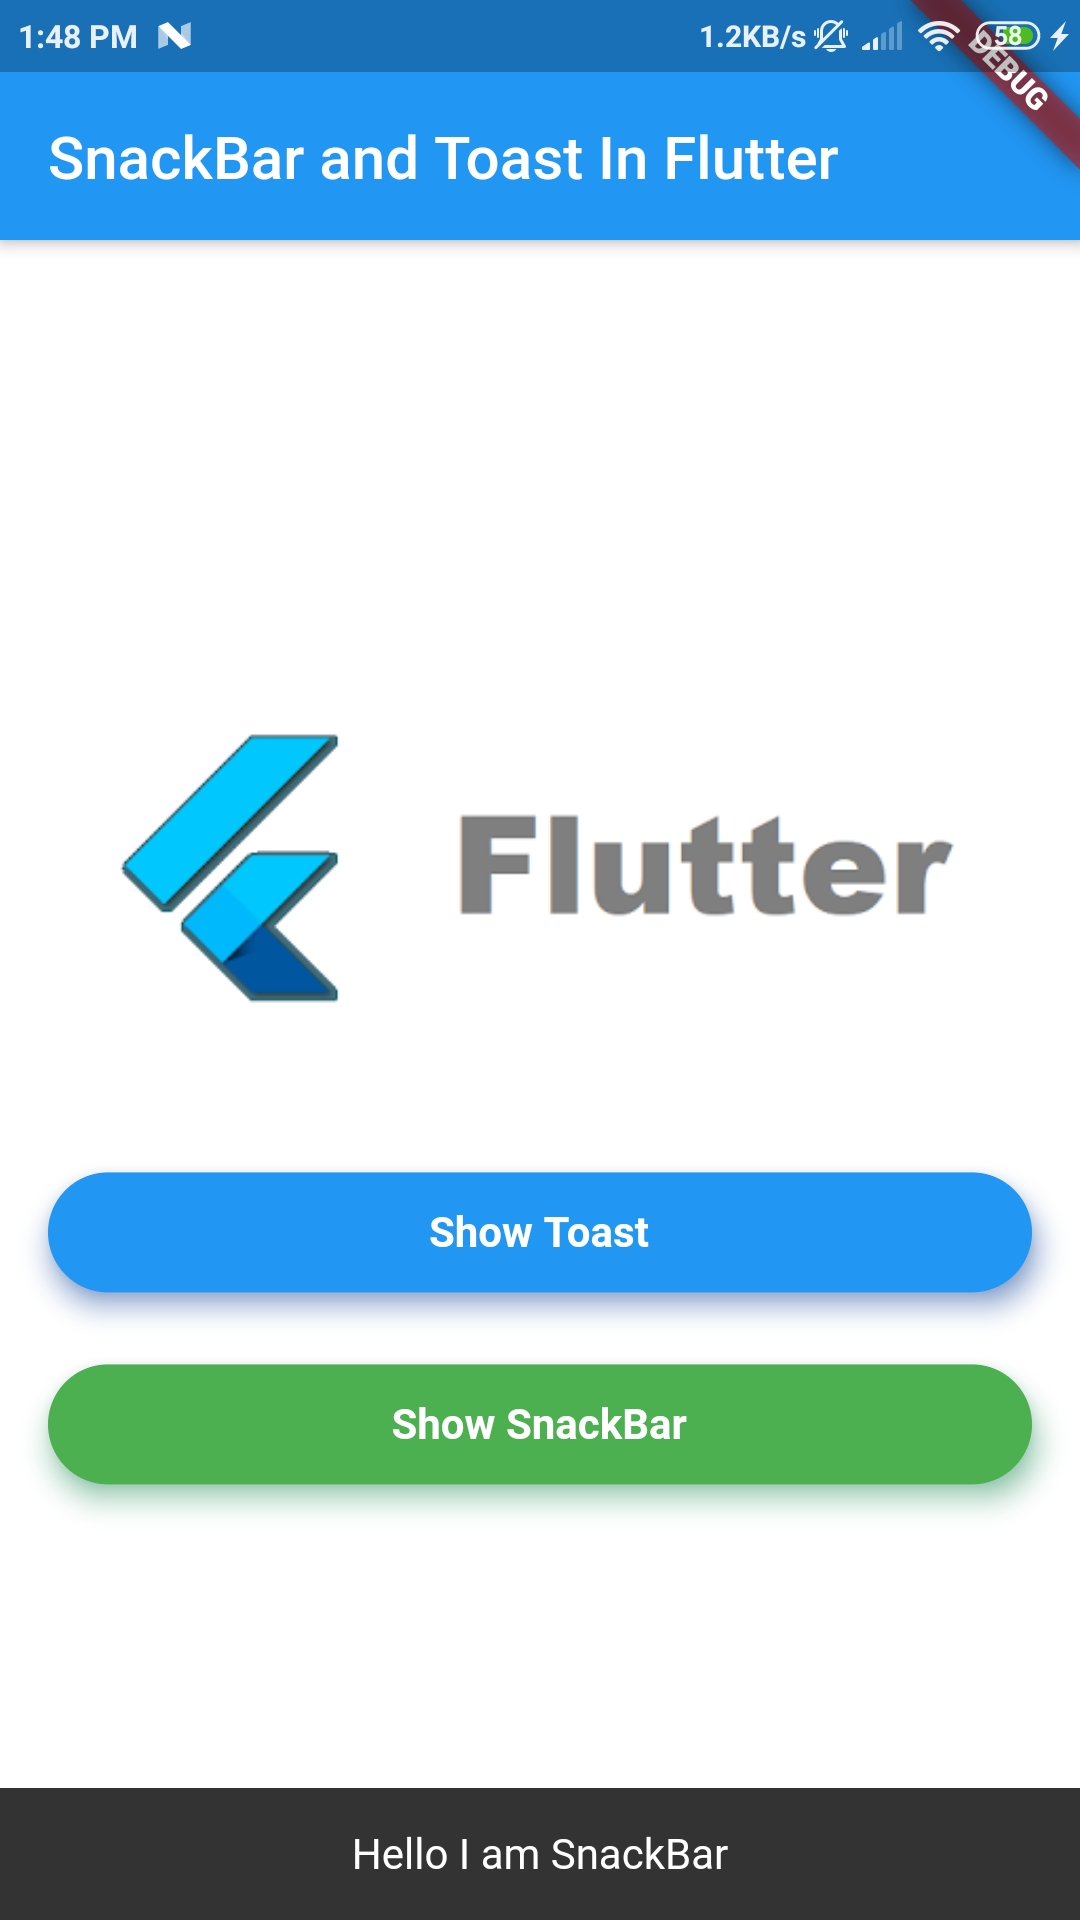 1:48 PM 1.2KB/s 58
DEBUG
SnackBar and Toast In Flutter
Flutter
Show Toast
Show SnackBar
Hello I am SnackBar